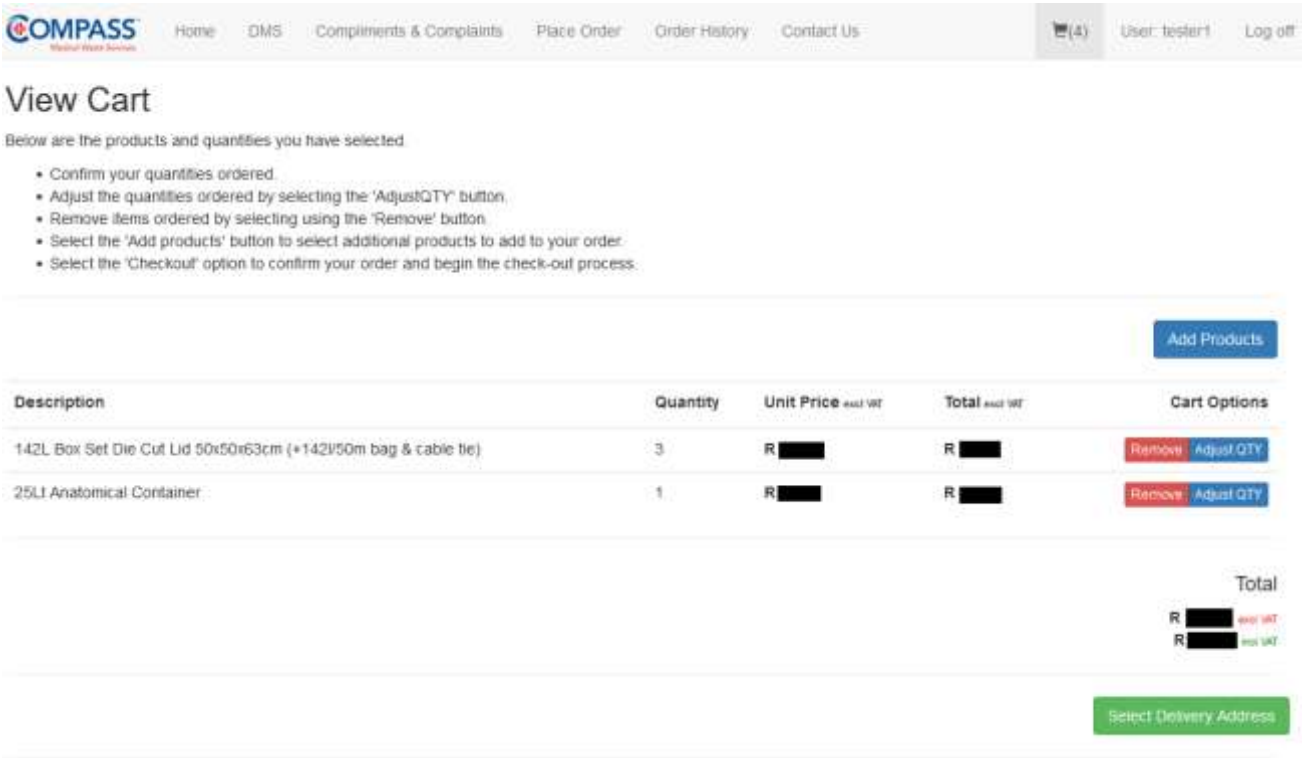 COMPASS Home DMS Compliments & Complaints Place Order Order History Contact Us (4) User: tester1 Log off
Medical Waste Services
View Cart
Below are the products and quantities you have selected.
• Confirm your quantities ordered.
• Adjust the quantities ordered by selecting the 'AdjustQTY' button.
• Remove items ordered by selecting using the 'Remove' button.
• Select the 'Add products' button to select additional products to add to your order.
• Select the 'Checkout' option to confirm your order and begin the check-out process.
Add Products
Description Quantity Unit Price excl VAT Total excl VAT Cart Options
142L Box Set Die Cut Lid 50x50x63cm (+142l/50m bag & cable tie) 3 R R Remove Adjust QTY
25Lt Anatomical Container 1 R R Remove Adjust QTY
Total
R excl VAT
R VAT
Select Delivery Address